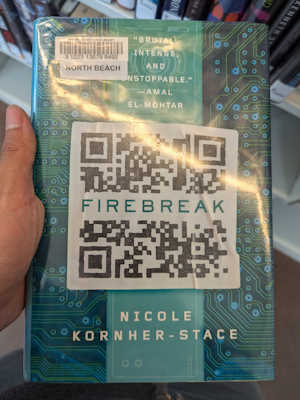 NORTH BEACH
"BRUTAL,
INTENSE,
AND
UNSTOPPABLE."
—AMAL
EL-MOHTAR
FIREBREAK
NICOLE
KORNHER-STACE